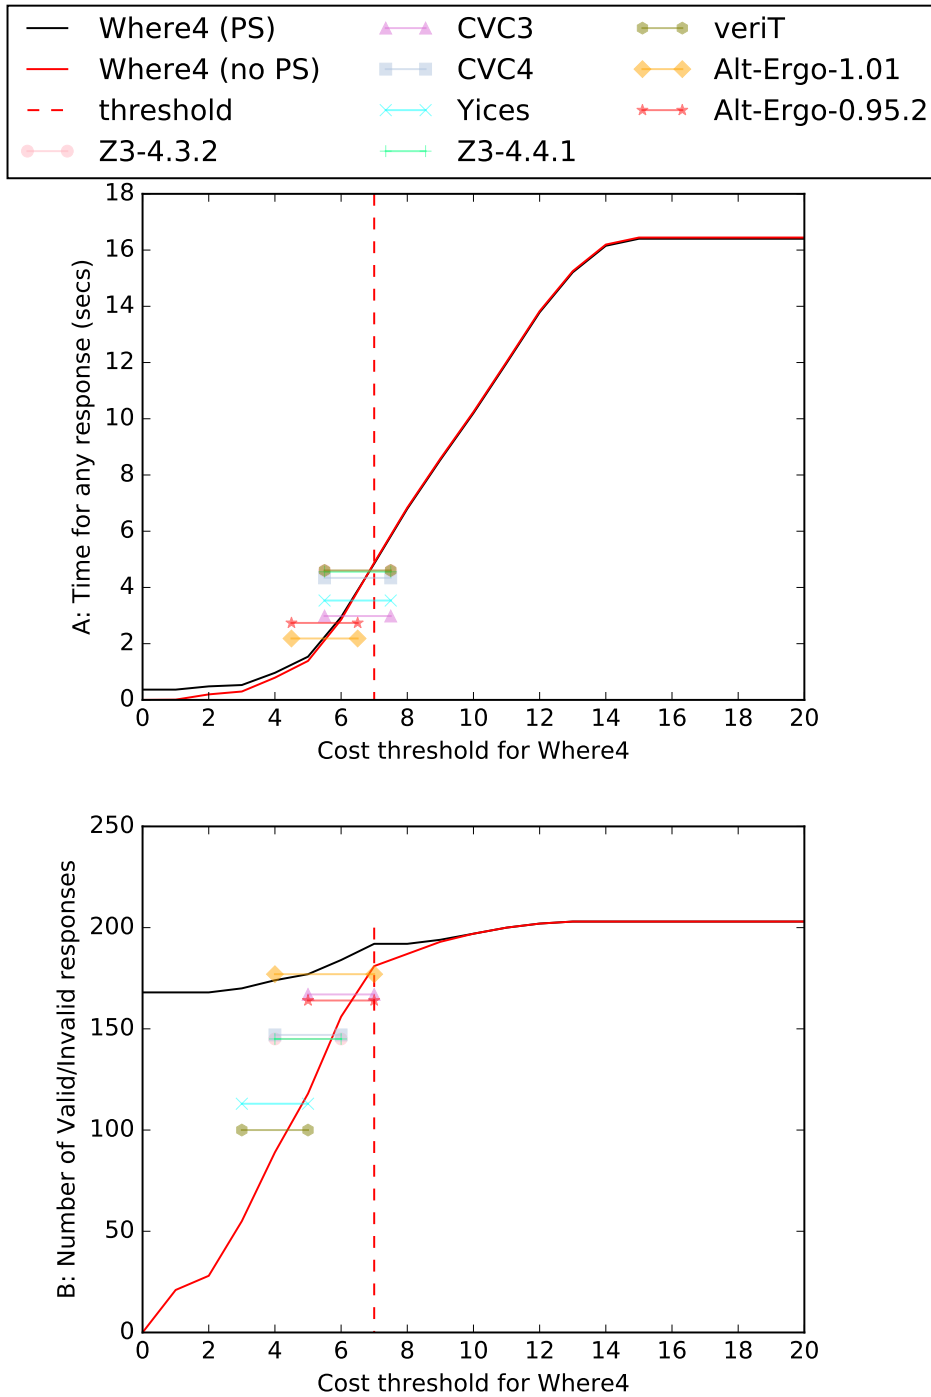 Where4 (PS)
Where4 (no PS)
threshold
Z3-4.3.2
CVC3
CVC4
Yices
Z3-4.4.1
veriT
Alt-Ergo-1.01
Alt-Ergo-0.95.2
A: Time for any response (secs)
18
16
14
12
10
8
6
4
2
0
0 2 4 6 8 10 12 14 16 18 20
Cost threshold for Where4
B: Number of Valid/Invalid responses
250
200
150
100
50
0
0 2 4 6 8 10 12 14 16 18 20
Cost threshold for Where4